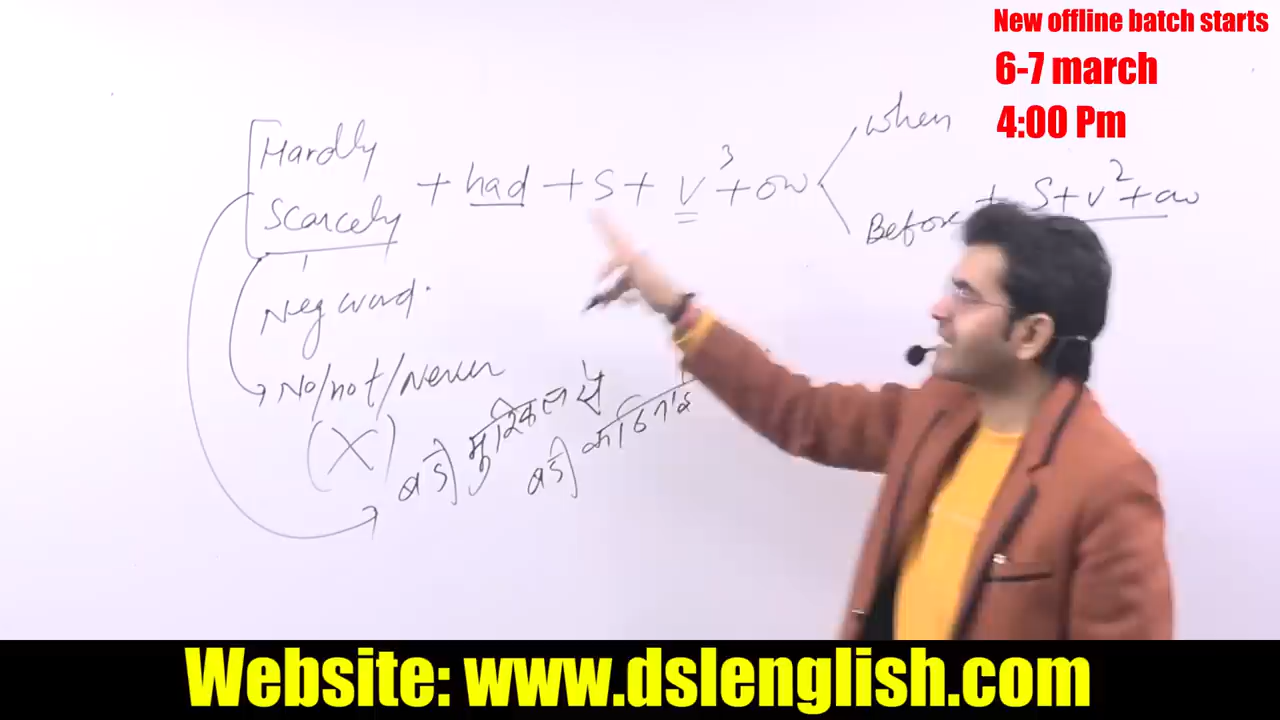 New offline batch starts
6-7 march
4:00 Pm
Hardly
Scarcely
+ had + S + V³ + ow
when
Before + S + V² + ow
Neg word.
No/not/Never
(X)
बड़ी मुश्किल से
बड़ी
Website: www.dslenglish.com